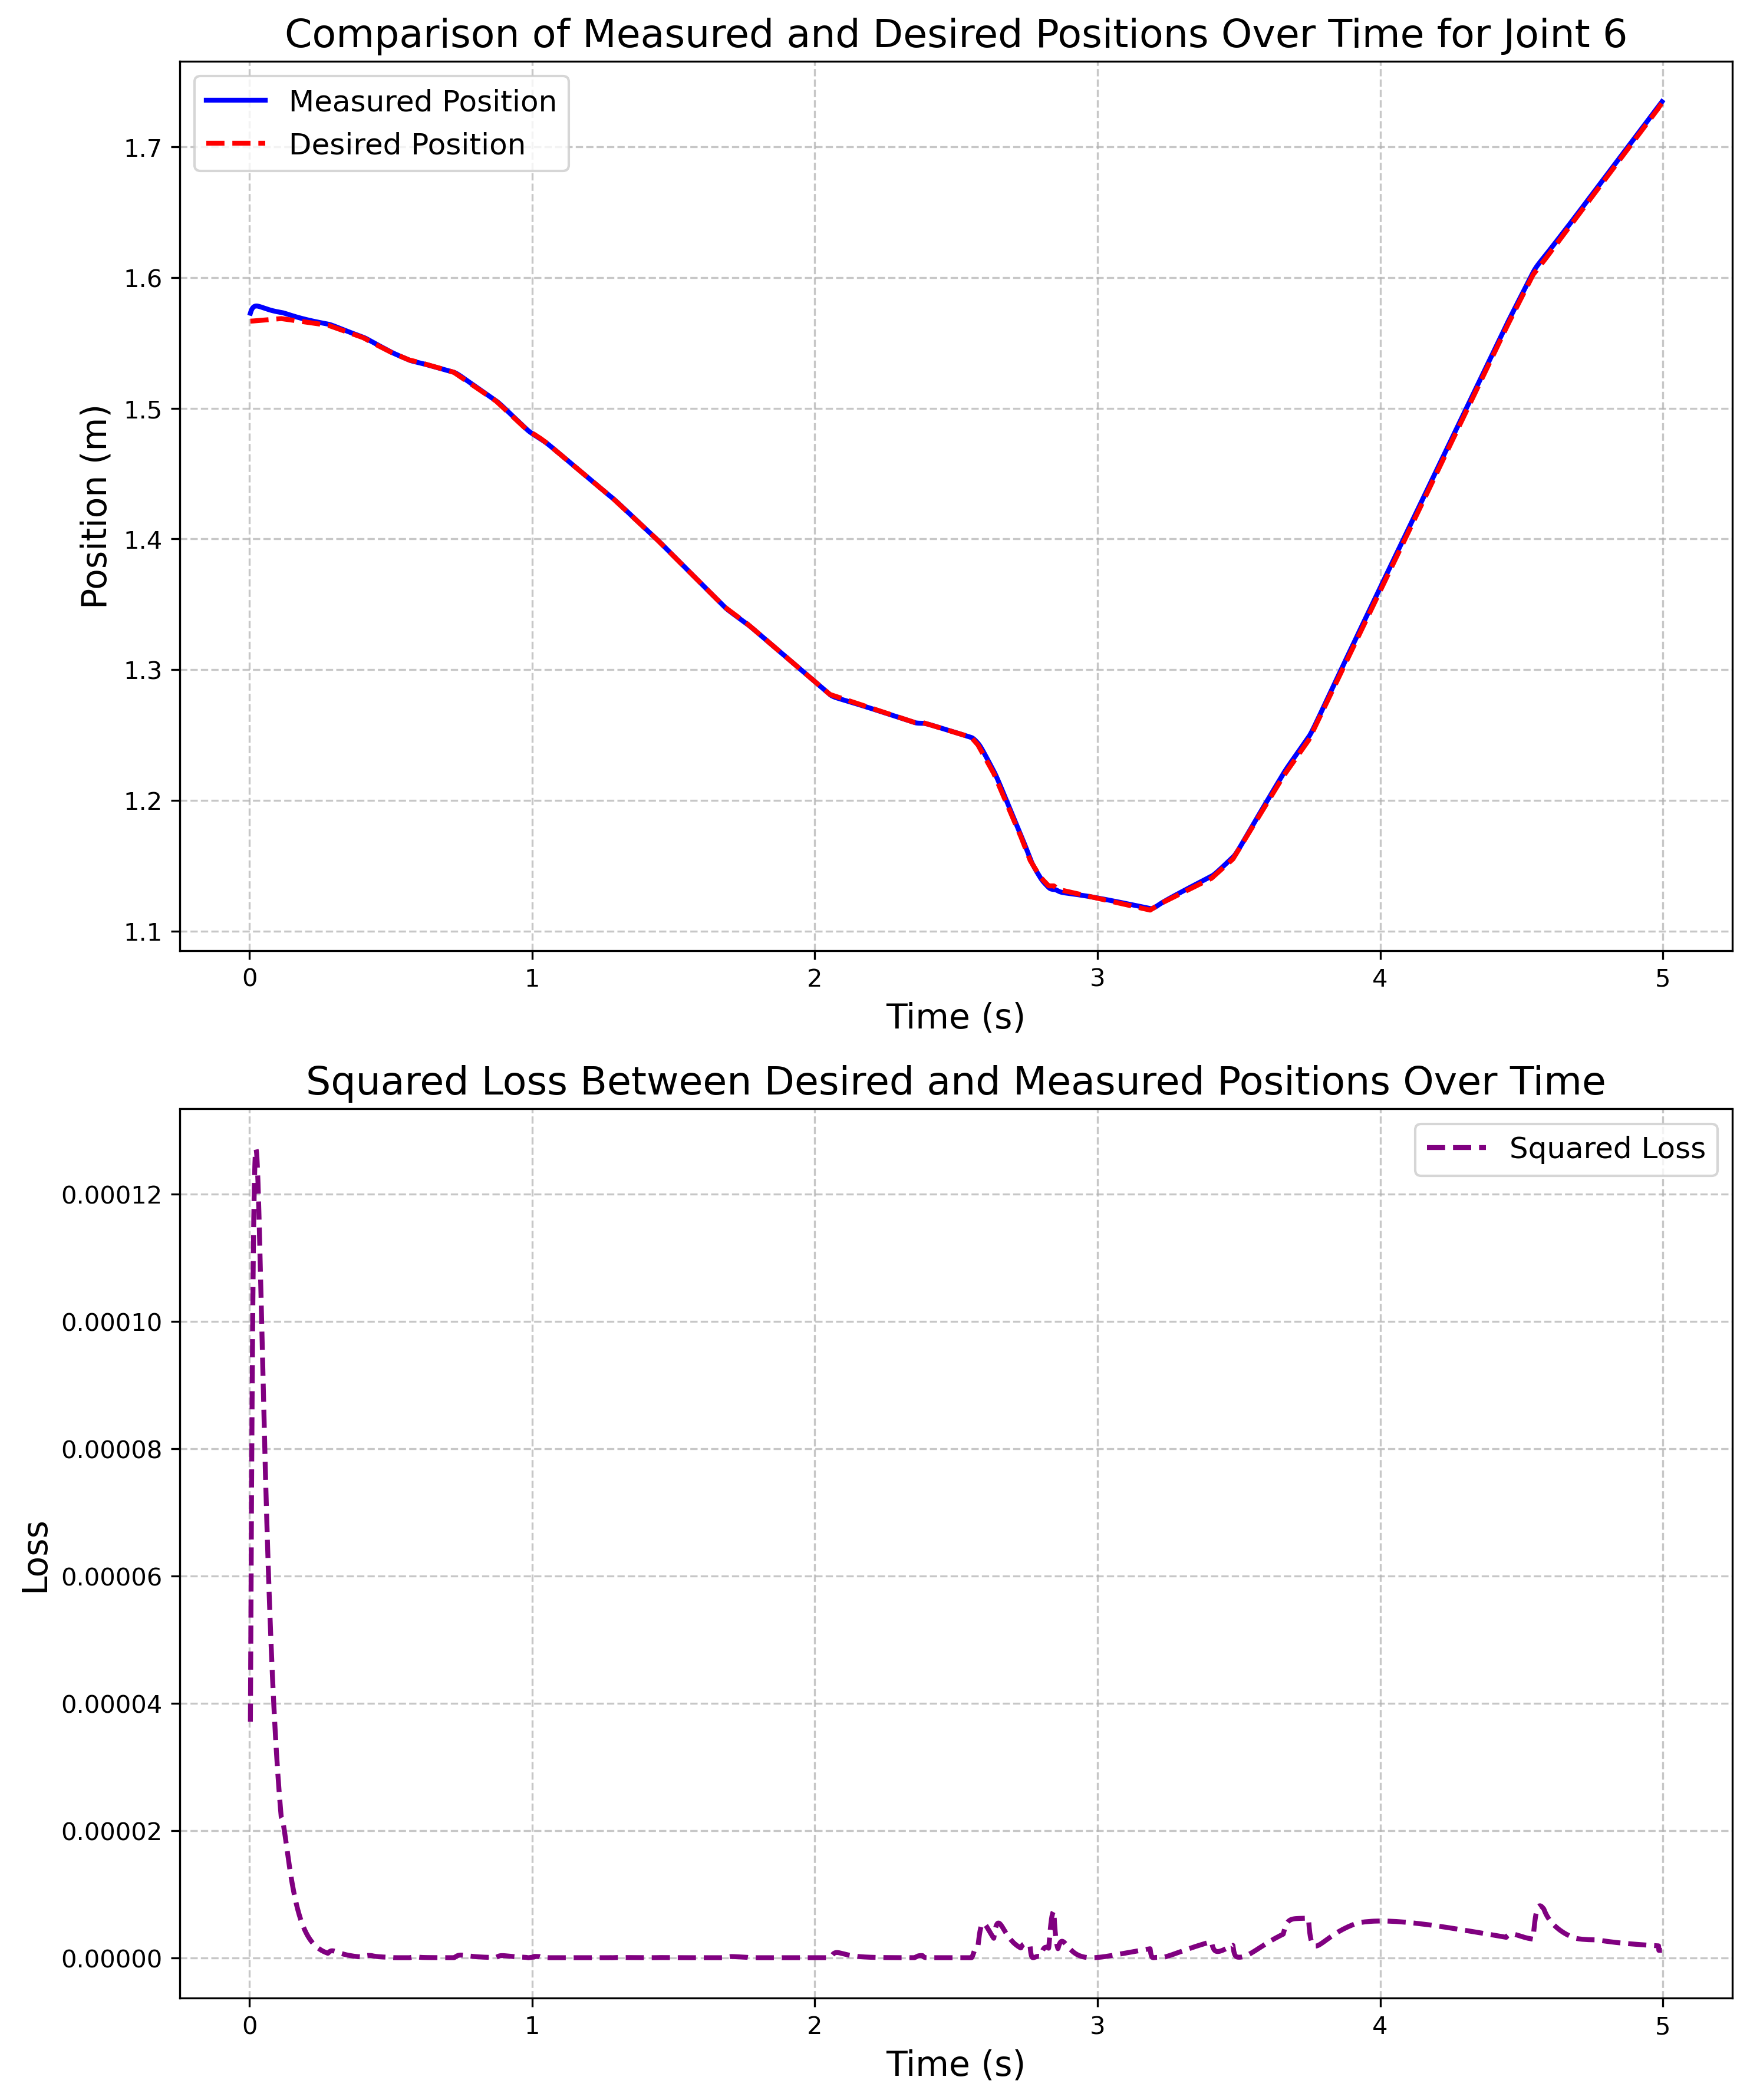 Comparison of Measured and Desired Positions Over Time for Joint 6
Measured Position
Desired Position
Position (m)
1.7
1.6
1.5
1.4
1.3
1.2
1.1
0 1 2 3 4 5
Time (s)
Squared Loss Between Desired and Measured Positions Over Time
Squared Loss
Loss
0.00012
0.00010
0.00008
0.00006
0.00004
0.00002
0.00000
0 1 2 3 4 5
Time (s)